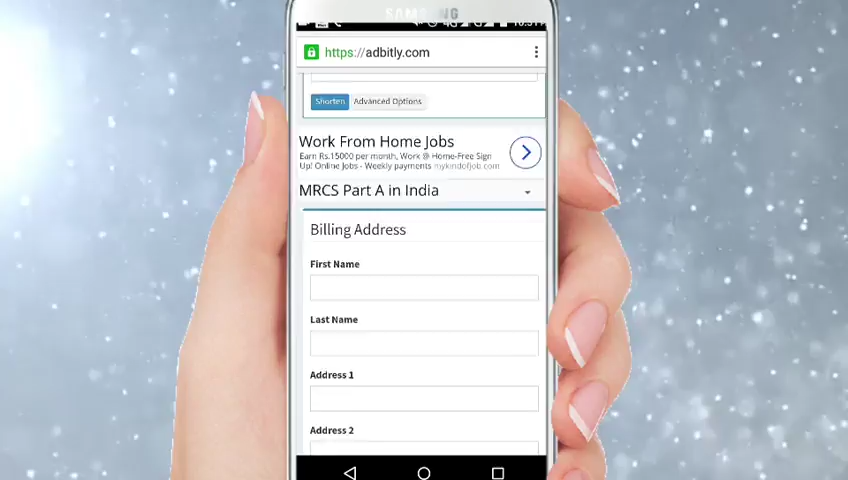 SAMSUNG
https://adbitly.com
Shorten Advanced Options
Work From Home Jobs
Earn Rs.15000 per month, Work @ Home-Free Sign
Up! Online Jobs - Weekly payments mykindofjob.com
MRCS Part A in India
Billing Address
First Name
Last Name
Address 1
Address 2